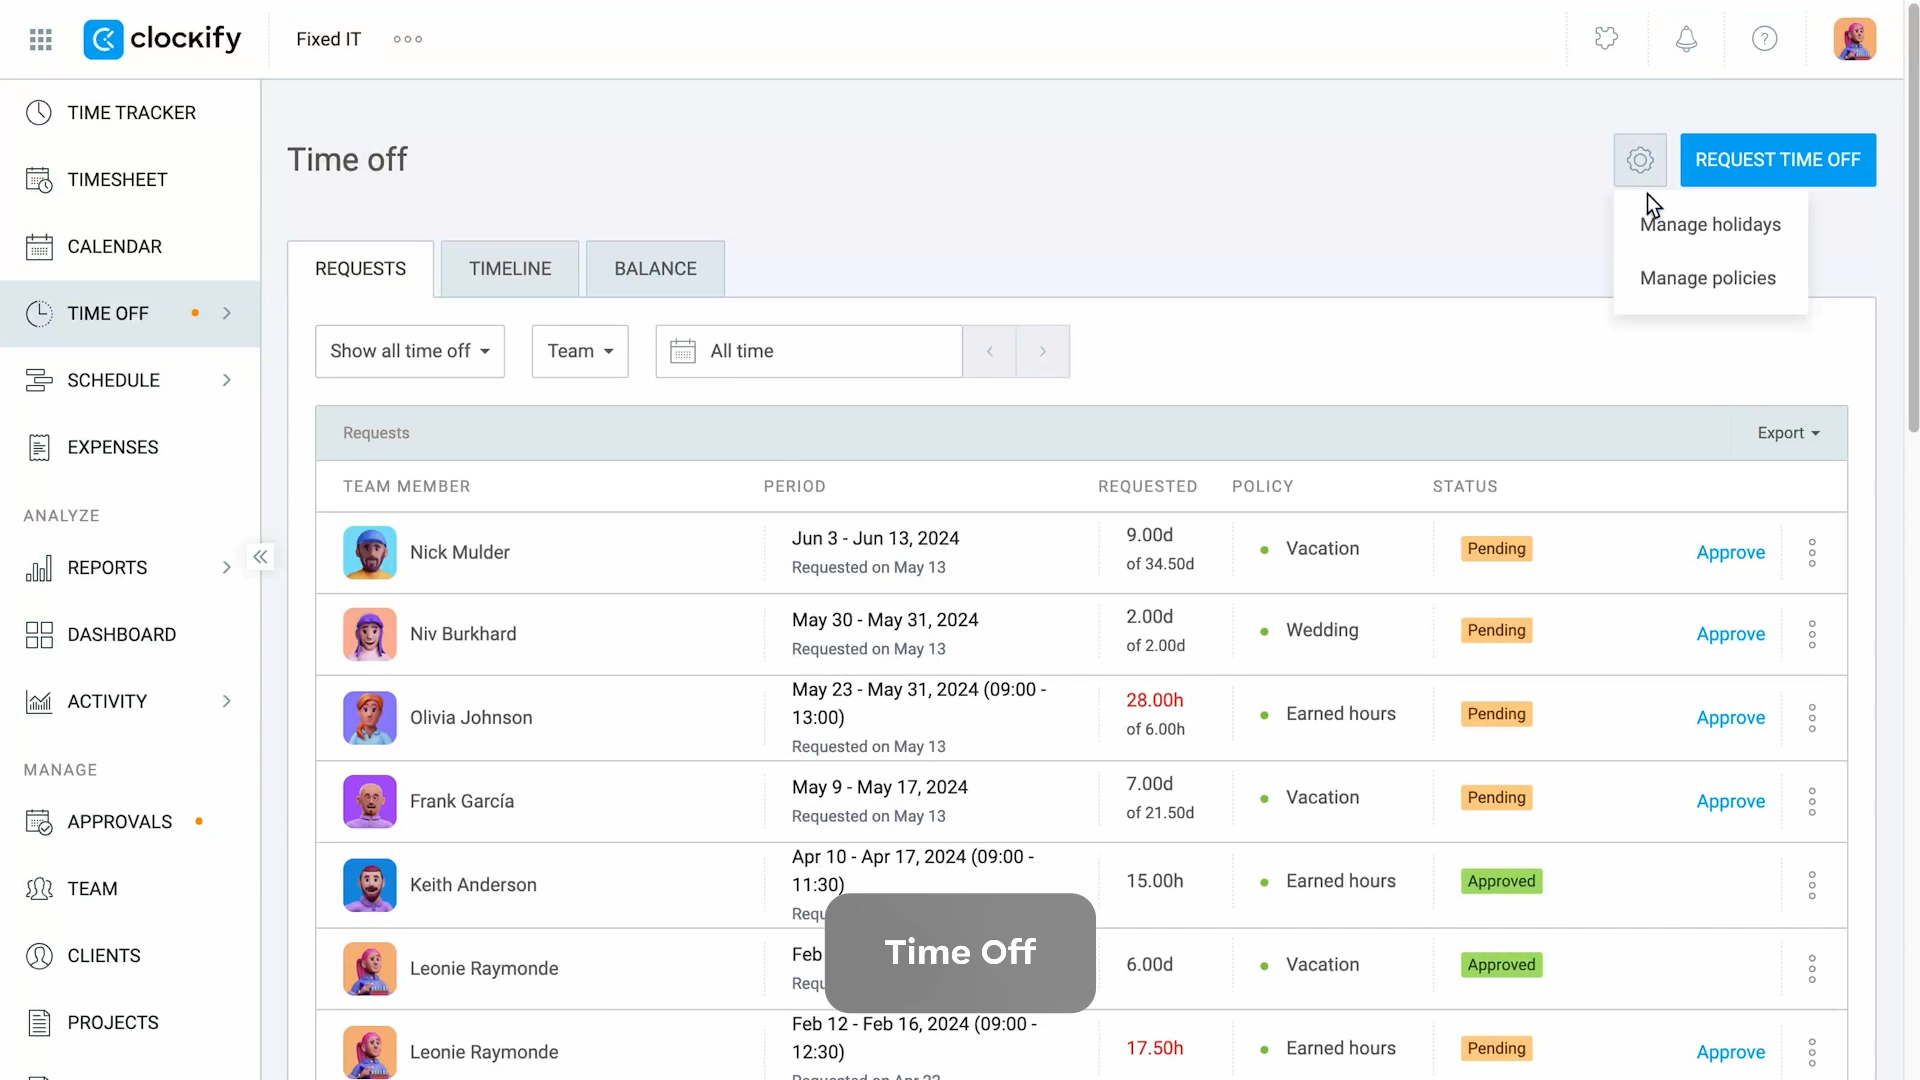 clockify
Fixed IT
TIME TRACKER
TIMESHEET
CALENDAR
TIME OFF
SCHEDULE
EXPENSES
ANALYZE
REPORTS
DASHBOARD
ACTIVITY
MANAGE
APPROVALS
TEAM
CLIENTS
PROJECTS
Time off
REQUEST TIME OFF
Manage holidays
Manage policies
REQUESTS TIMELINE BALANCE
Show all time off Team All time
Requests Export
TEAM MEMBER PERIOD REQUESTED POLICY STATUS
Nick Mulder
Jun 3 - Jun 13, 2024
Requested on May 13
9.00d
of 34.50d
Vacation
Pending
Approve
Niv Burkhard
May 30 - May 31, 2024
Requested on May 13
2.00d
of 2.00d
Wedding
Pending
Approve
Olivia Johnson
May 23 - May 31, 2024 (09:00 -
13:00)
Requested on May 13
28.00h
of 6.00h
Earned hours
Pending
Approve
Frank García
May 9 - May 17, 2024
Requested on May 13
7.00d
of 21.50d
Vacation
Pending
Approve
Keith Anderson
Apr 10 - Apr 17, 2024 (09:00 -
11:30)
15.00h
Earned hours
Approved
Leonie Raymonde
Feb
6.00d
Vacation
Approved
Time Off
Leonie Raymonde
Feb 12 - Feb 16, 2024 (09:00 -
12:30)
17.50h
Earned hours
Pending
Approve